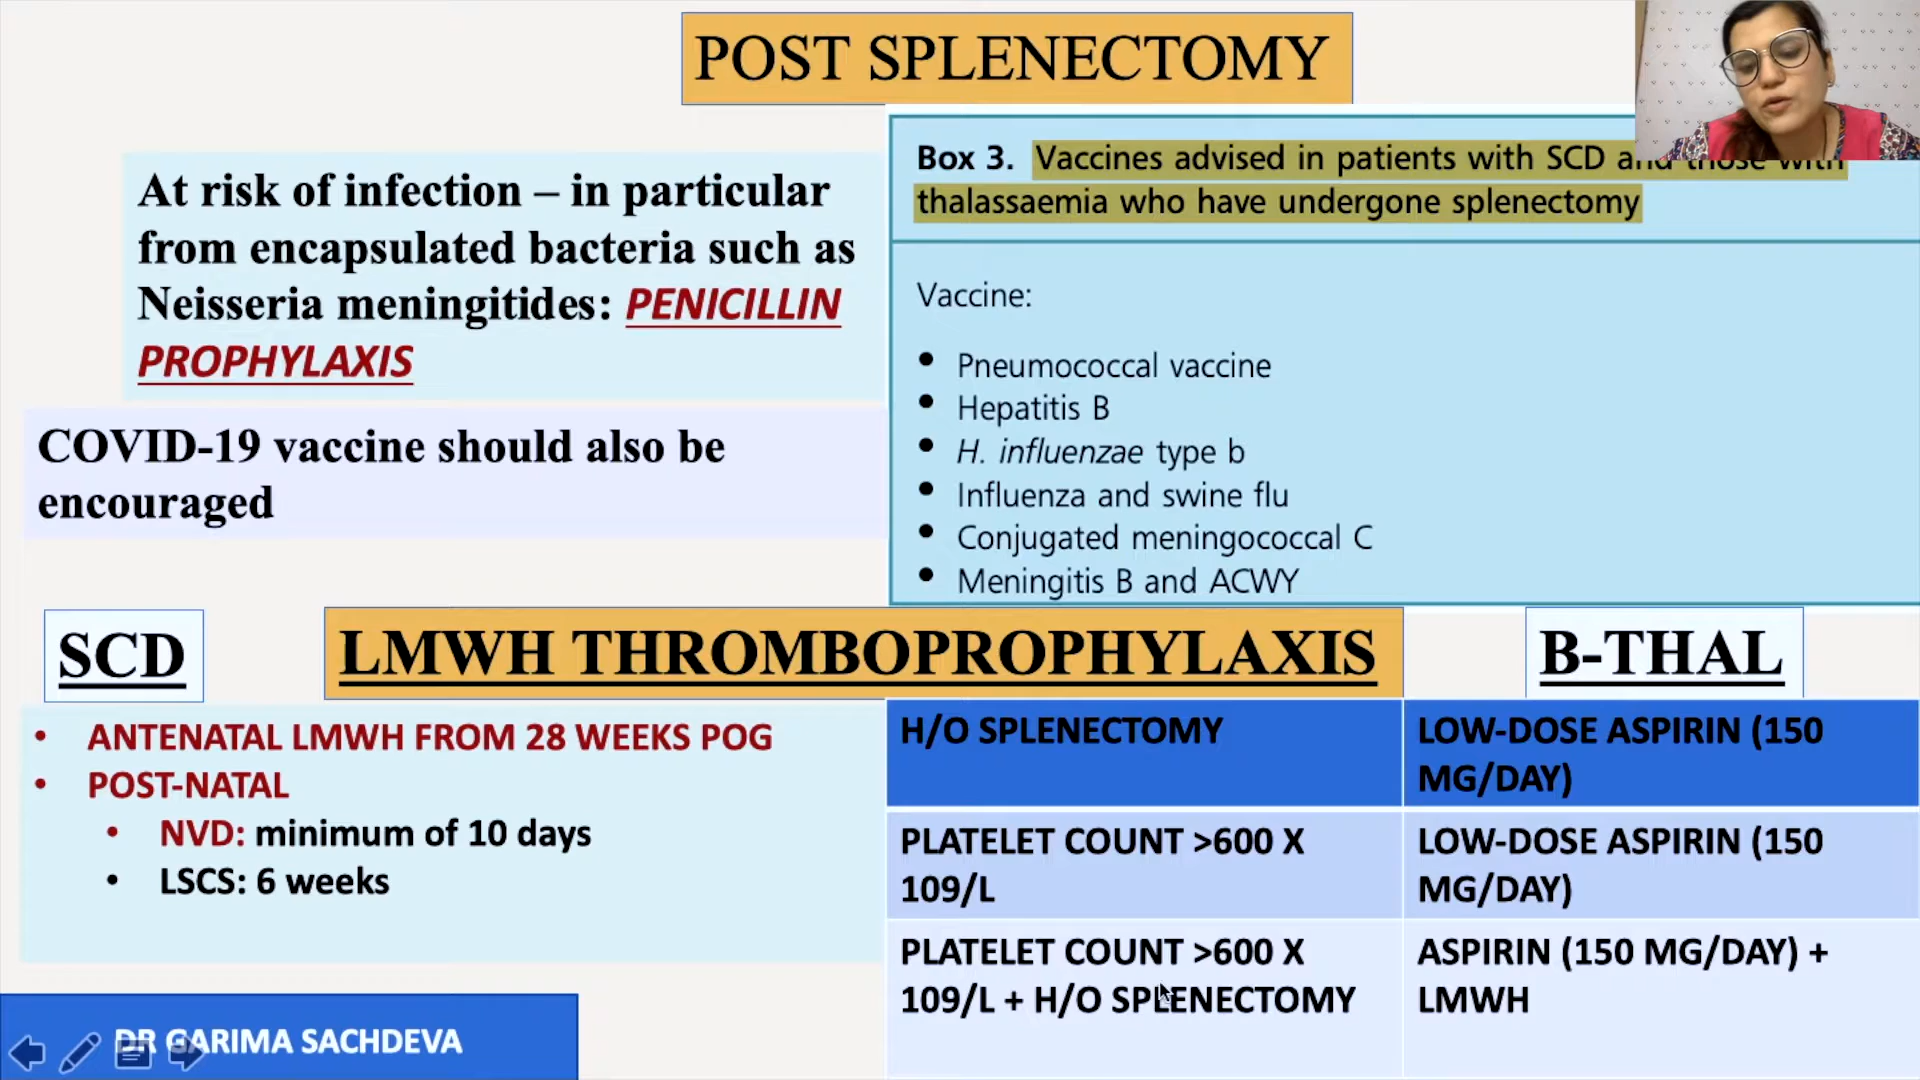 POST SPLENECTOMY
At risk of infection – in particular
from encapsulated bacteria such as
Neisseria meningitides: PENICILLIN
PROPHYLAXIS
COVID-19 vaccine should also be
encouraged
Box 3. Vaccines advised in patients with SCD and those with
thalassaemia who have undergone splenectomy
Vaccine:
• Pneumococcal vaccine
• Hepatitis B
• H. influenzae type b
• Influenza and swine flu
• Conjugated meningococcal C
• Meningitis B and ACWY
SCD
LMWH THROMBOPROPHYLAXIS
B-THAL
• ANTENATAL LMWH FROM 28 WEEKS POG
• POST-NATAL
• NVD: minimum of 10 days
• LSCS: 6 weeks
H/O SPLENECTOMY
LOW-DOSE ASPIRIN (150
MG/DAY)
PLATELET COUNT >600 X
109/L
LOW-DOSE ASPIRIN (150
MG/DAY)
PLATELET COUNT >600 X
109/L + H/O SPLENECTOMY
ASPIRIN (150 MG/DAY) +
LMWH
DR GARIMA SACHDEVA